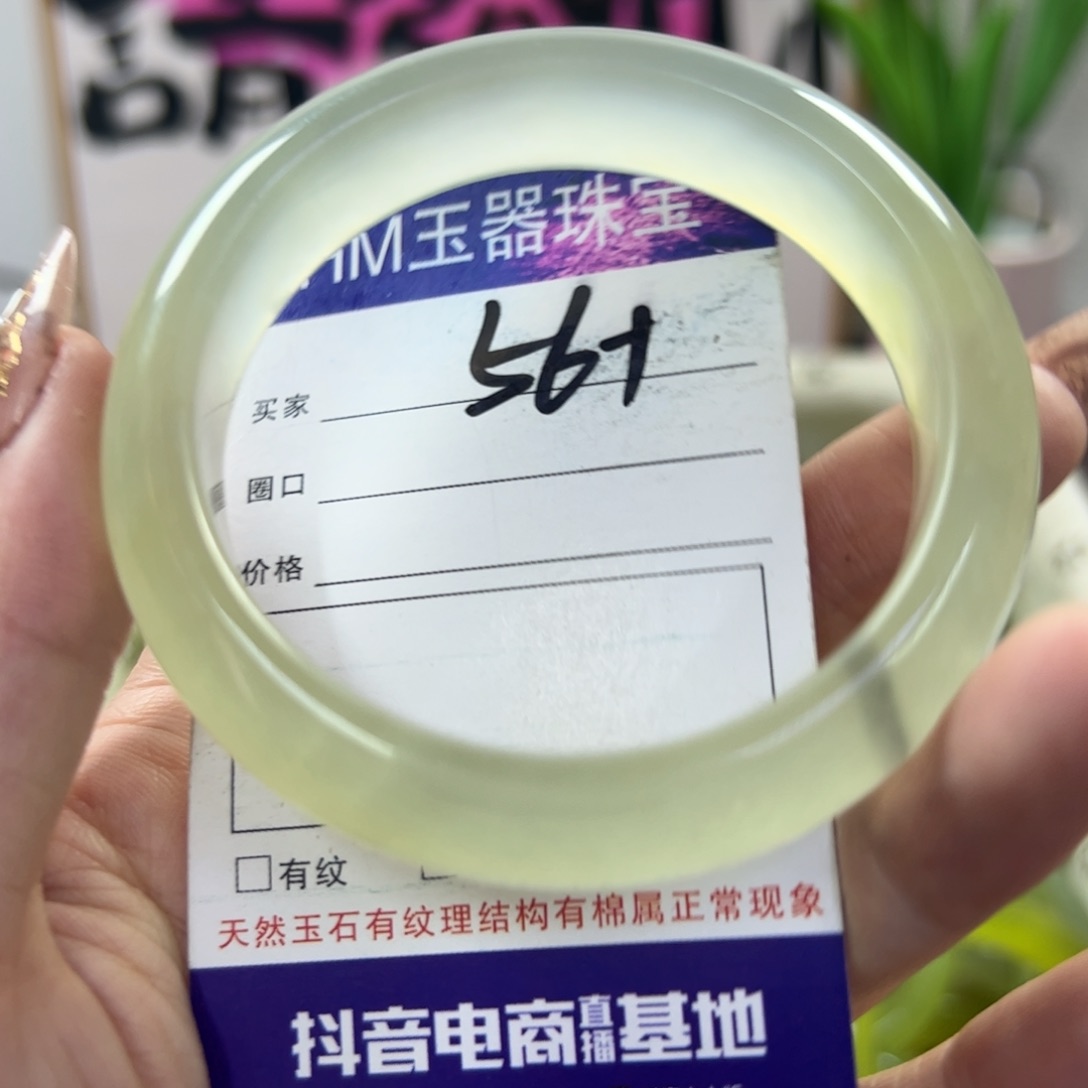 HM玉器珠宝
561
买家
圈口
价格
有纹
天然玉石有纹理结构有棉属正常现象
抖音电商直播基地